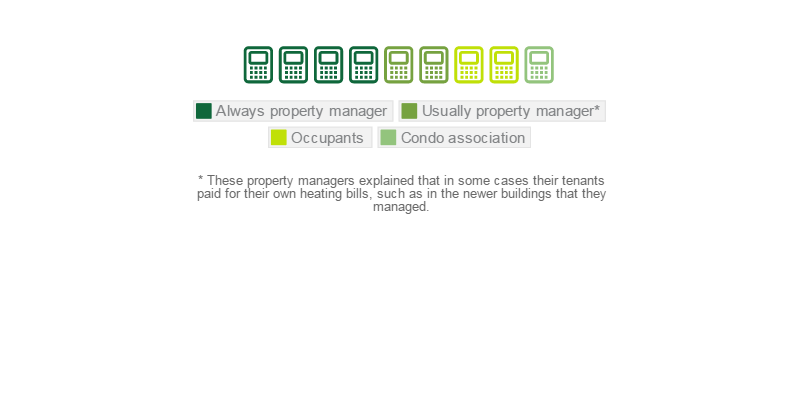 Always property manager Usually property manager*
Occupants Condo association
* These property managers explained that in some cases their tenants
paid for their own heating bills, such as in the newer buildings that they
managed.